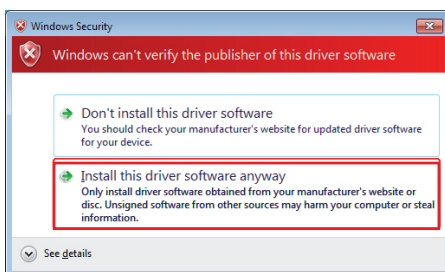 Windows Security
Windows can't verify the publisher of this driver software
Don't install this driver software
You should check your manufacturer's website for updated driver software
for your device.
Install this driver software anyway
Only install driver software obtained from your manufacturer's website or
disc. Unsigned software from other sources may harm your computer or steal
information.
See details